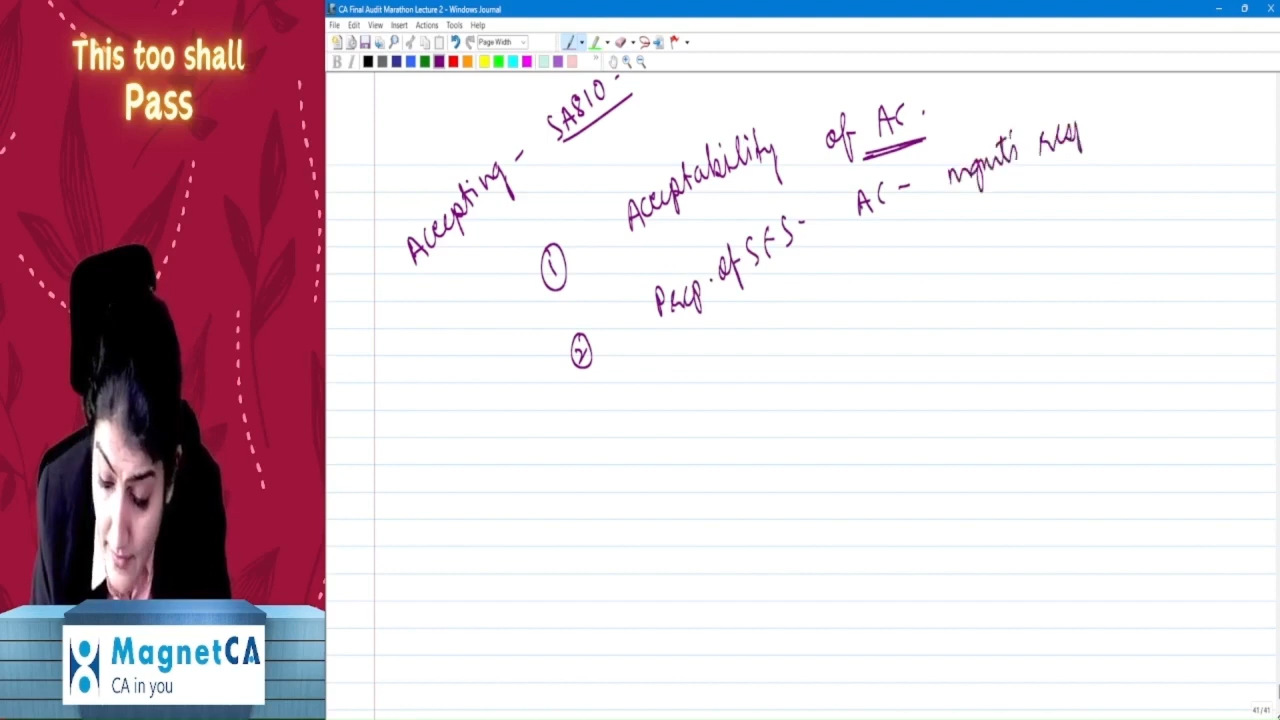 This too shall
Pass
MagnetCA
CA in you
CA Final Audit Marathon Lecture 2 - Windows Journal
File Edit View Insert Actions Tools Help
Page Width
B I
Accepting - SA810 -
① Acceptability of AC.
Prep. of SFS - AC - mgmt's resp
②
41 / 41